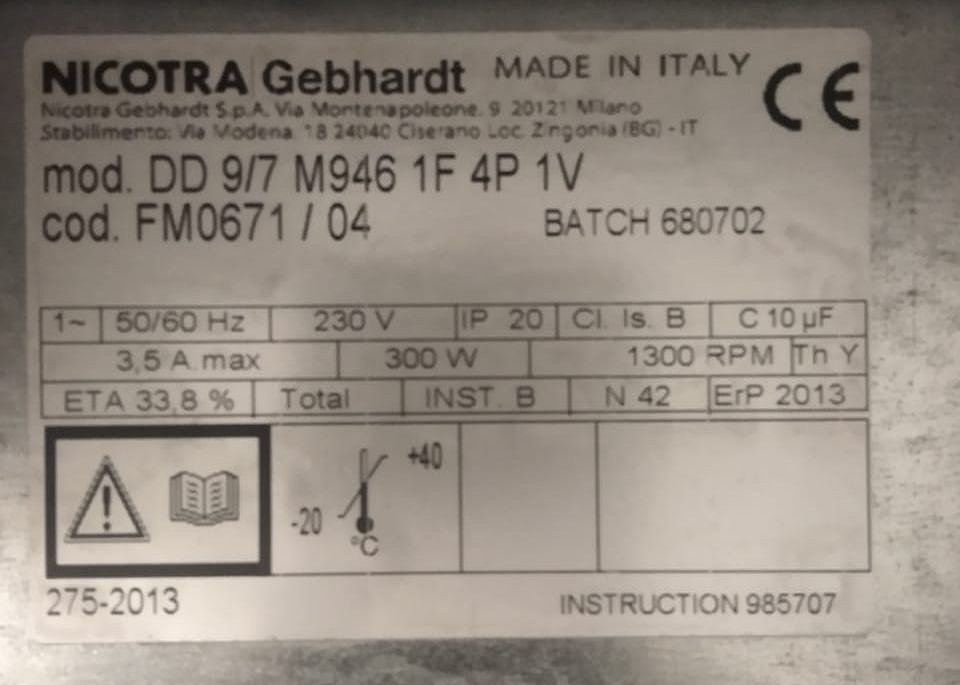 NICOTRA Gebhardt MADE IN ITALY CE
Nicotra Gebhardt S.p.A. Via Montenapoleone, 9 20121 Milano
Stabilimento: Via Modena, 18 24040 Ciserano Loc. Zingonia (BG) - IT
mod. DD 9/7 M946 1F 4P 1V
cod. FM0671 / 04 BATCH 680702
1~ 50/60 Hz 230 V IP 20 Cl. Is. B C 10 µF
3,5 A max 300 W 1300 RPM Th Y
ETA 33,8 % Total INST. B N 42 ErP 2013
+40
-20
°C
275-2013 INSTRUCTION 985707